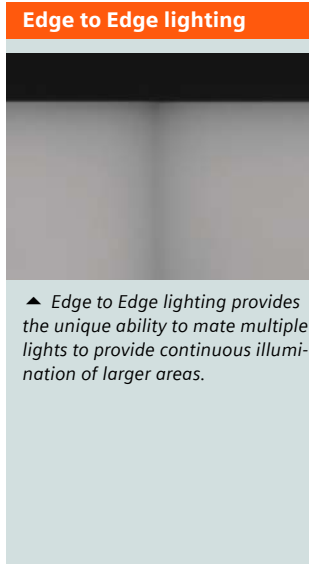 Edge to Edge lighting
▲ Edge to Edge lighting provides
the unique ability to mate multiple
lights to provide continuous illumi-
nation of larger areas.